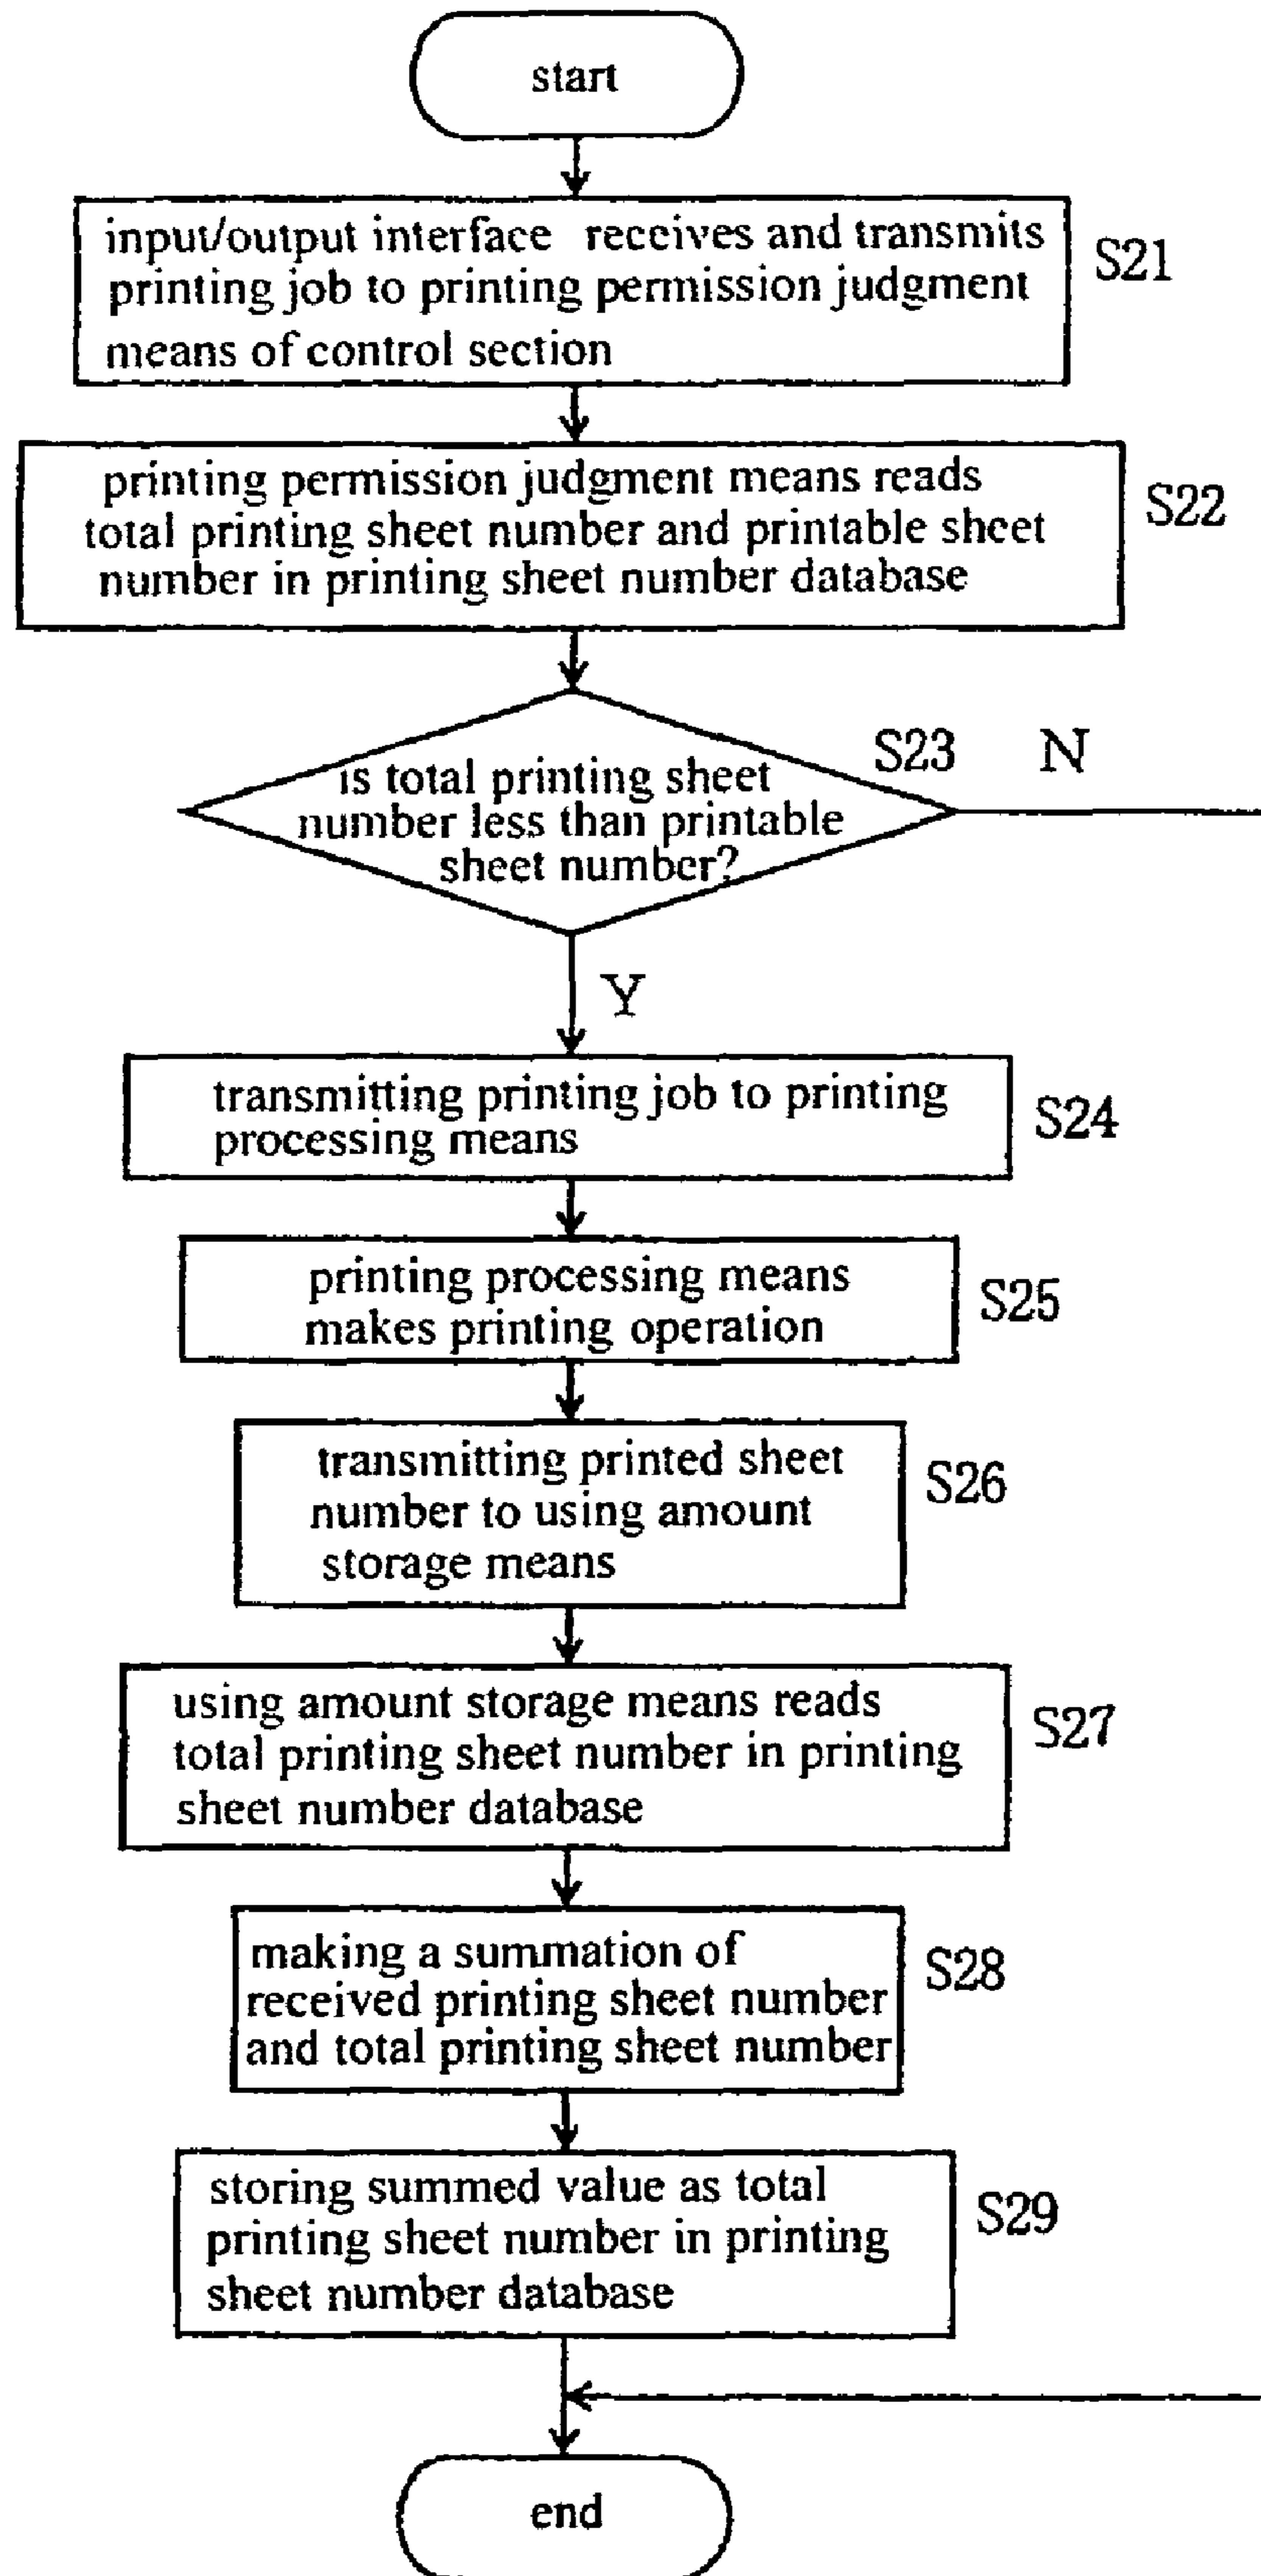 start
input/output interface receives and transmits
printing job to printing permission judgment
means of control section
S21
printing permission judgment means reads
total printing sheet number and printable sheet
number in printing sheet number database
S22
is total printing sheet
number less than printable
sheet number?
S23
N
Y
transmitting printing job to printing
processing means
S24
printing processing means
makes printing operation
S25
transmitting printed sheet
number to using amount
storage means
S26
using amount storage means reads
total printing sheet number in printing
sheet number database
S27
making a summation of
received printing sheet number
and total printing sheet number
S28
storing summed value as total
printing sheet number in printing
sheet number database
S29
end